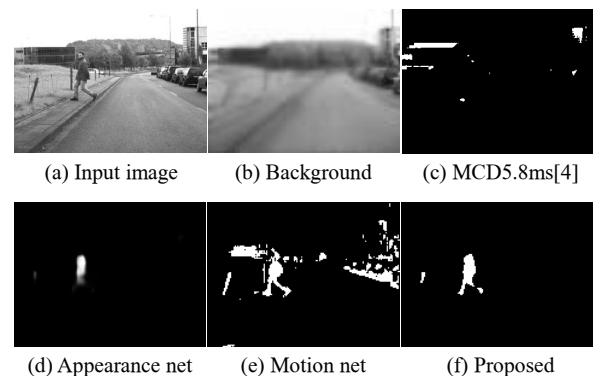 (a) Input image (b) Background (c) MCD5.8ms[4]
(d) Appearance net (e) Motion net (f) Proposed